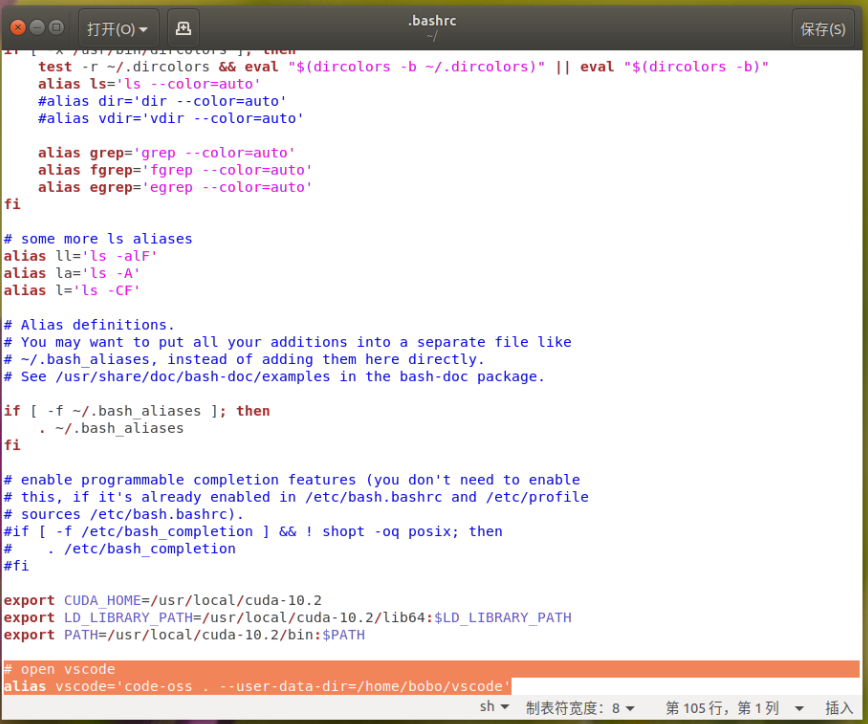 打开(O)
.bashrc
~/
保存(S)
if [ -x /usr/bin/dircolors ]; then
    test -r ~/.dircolors && eval "$(dircolors -b ~/.dircolors)" || eval "$(dircolors -b)"
    alias ls='ls --color=auto'
    #alias dir='dir --color=auto'
    #alias vdir='vdir --color=auto'
    alias grep='grep --color=auto'
    alias fgrep='fgrep --color=auto'
    alias egrep='egrep --color=auto'
fi
# some more ls aliases
alias ll='ls -alF'
alias la='ls -A'
alias l='ls -CF'
# Alias definitions.
# You may want to put all your additions into a separate file like
# ~/.bash_aliases, instead of adding them here directly.
# See /usr/share/doc/bash-doc/examples in the bash-doc package.
if [ -f ~/.bash_aliases ]; then
    . ~/.bash_aliases
fi
# enable programmable completion features (you don't need to enable
# this, if it's already enabled in /etc/bash.bashrc and /etc/profile
# sources /etc/bash.bashrc).
#if [ -f /etc/bash_completion ] && ! shopt -oq posix; then
#    . /etc/bash_completion
#fi
export CUDA_HOME=/usr/local/cuda-10.2
export LD_LIBRARY_PATH=/usr/local/cuda-10.2/lib64:$LD_LIBRARY_PATH
export PATH=/usr/local/cuda-10.2/bin:$PATH
# open vscode
alias vscode='code-oss . --user-data-dir=/home/bobo/vscode'
sh 制表符宽度：8 第 105 行，第 1 列 插入